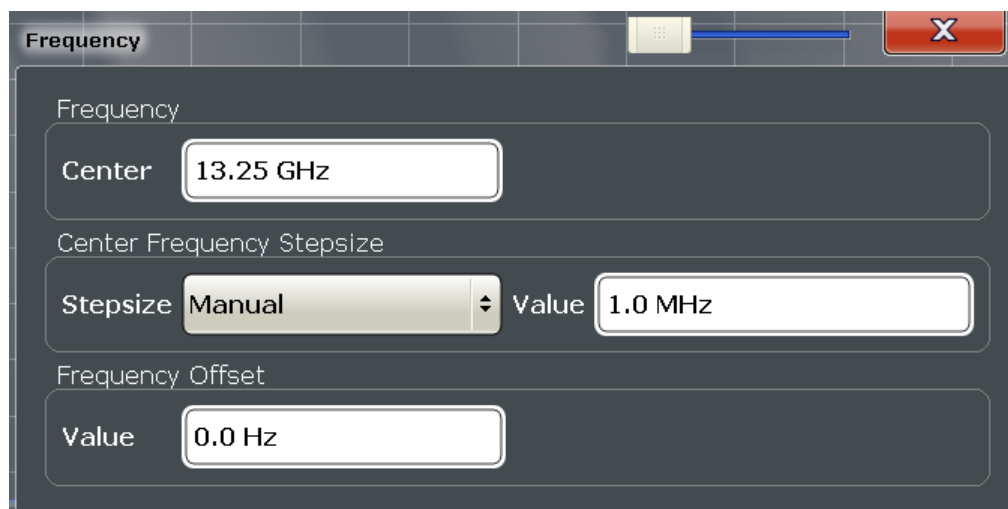 Frequency
X
Frequency
Center 13.25 GHz
Center Frequency Stepsize
Stepsize Manual Value 1.0 MHz
Frequency Offset
Value 0.0 Hz